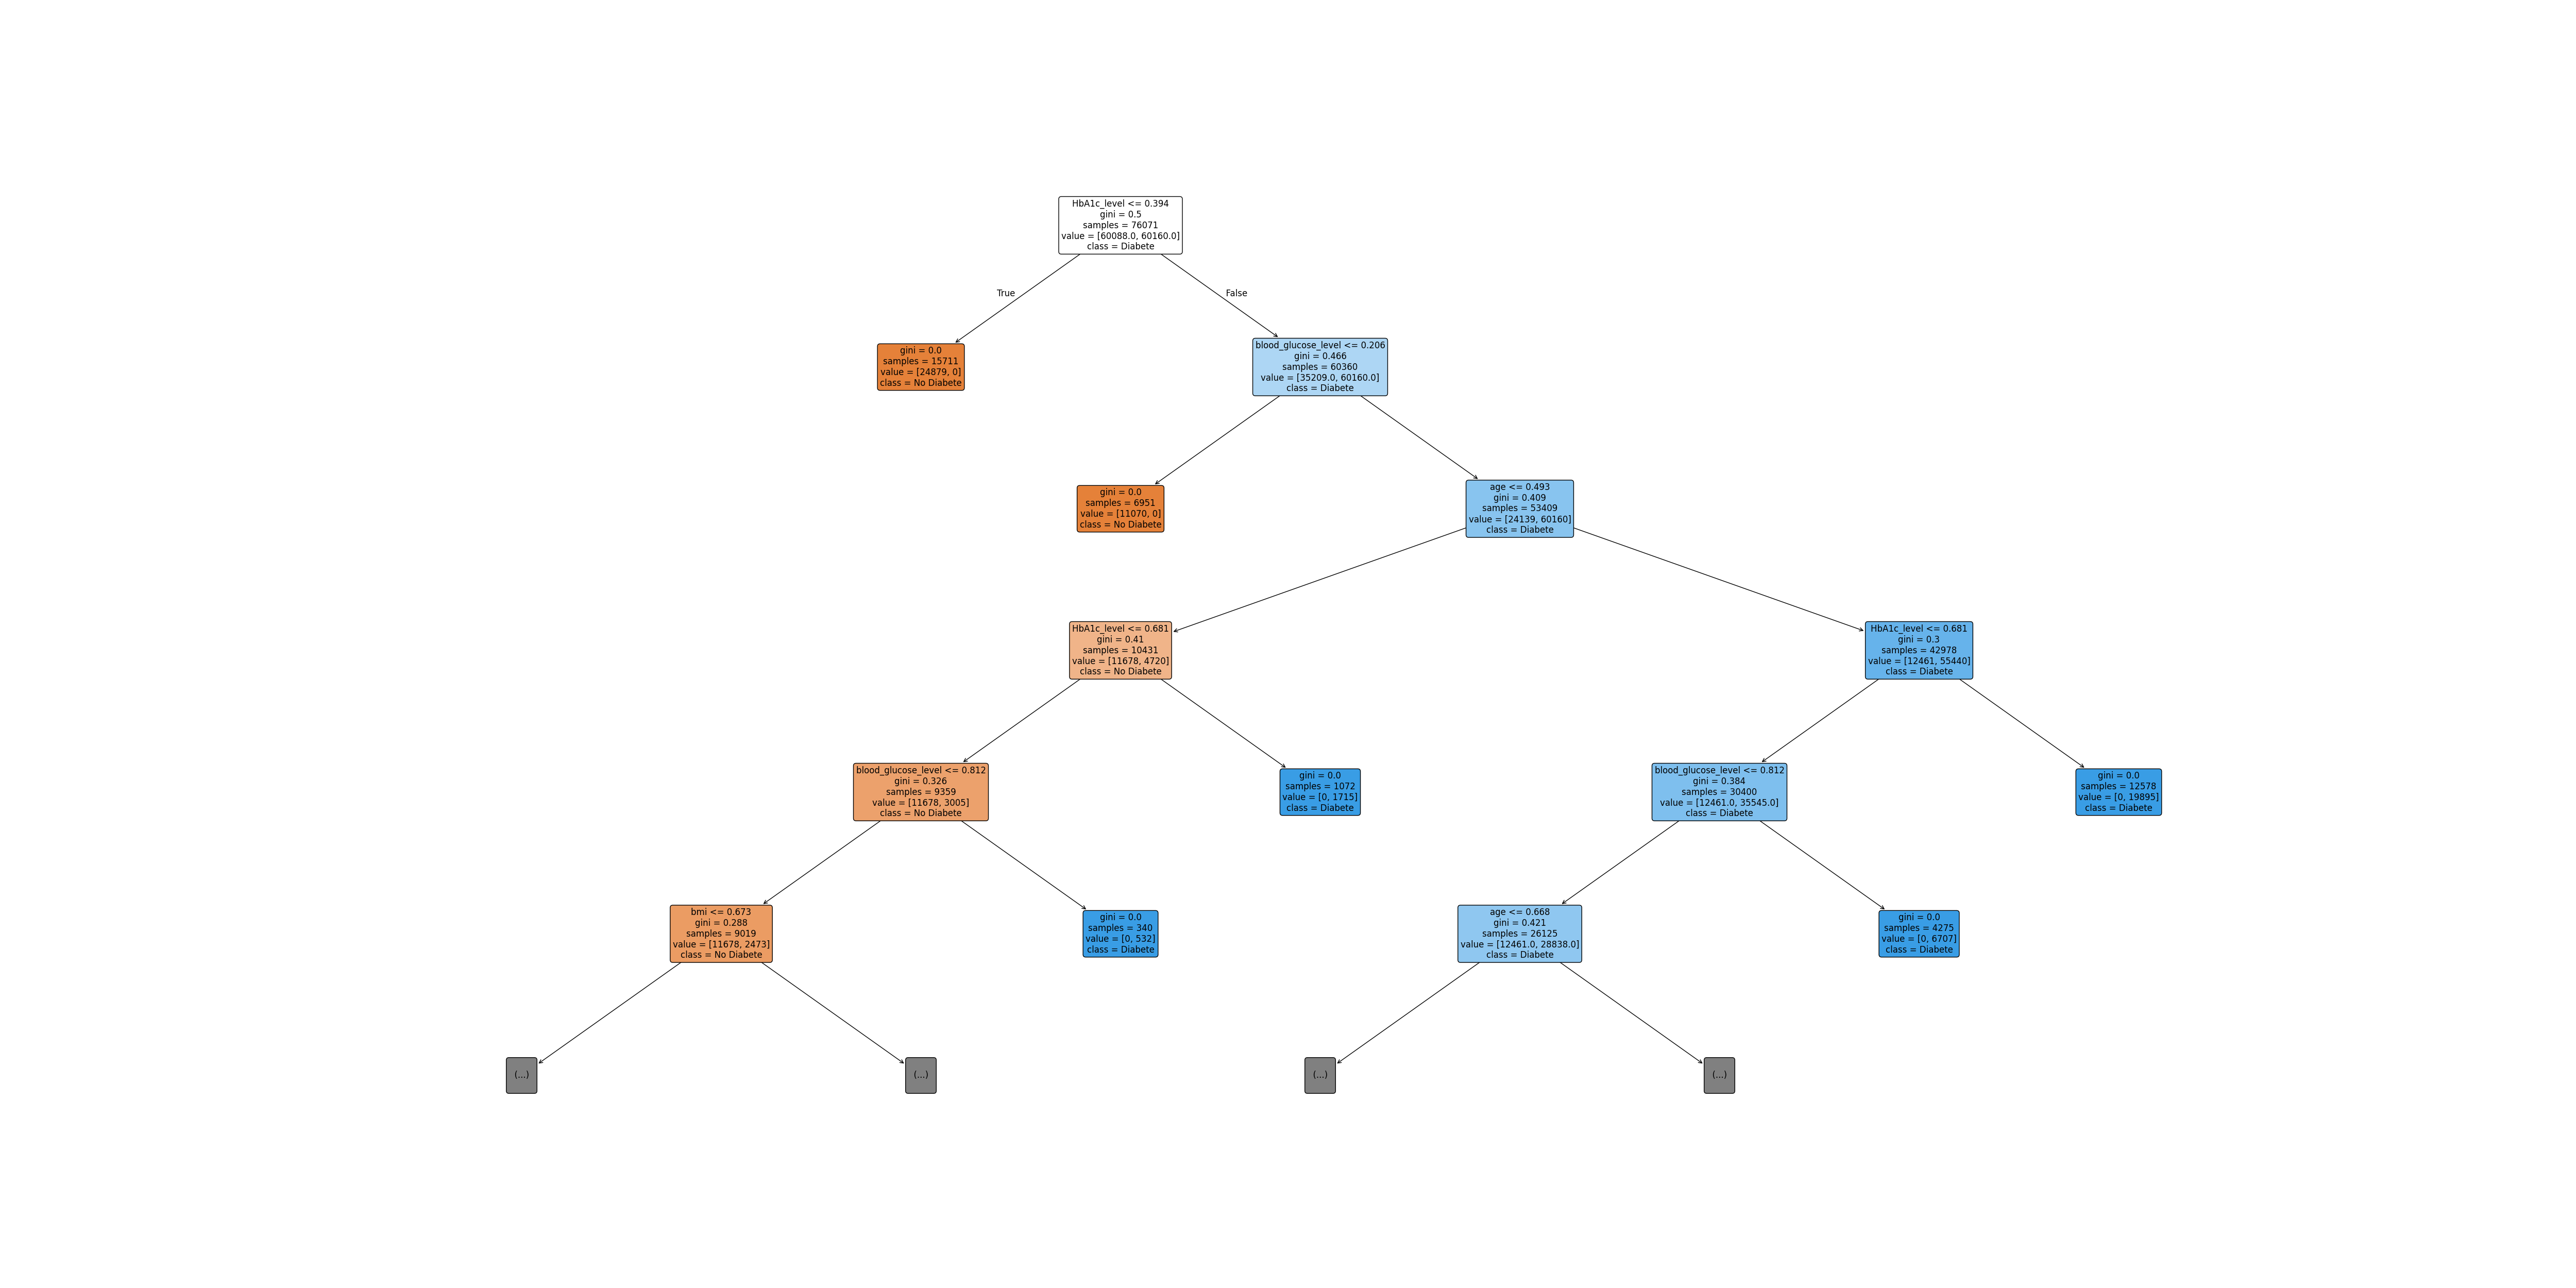 HbA1c_level <= 0.394
gini = 0.5
samples = 76071
value = [60088.0, 60160.0]
class = Diabete
True
False
gini = 0.0
samples = 15711
value = [24879, 0]
class = No Diabete
blood_glucose_level <= 0.206
gini = 0.466
samples = 60360
value = [35209.0, 60160.0]
class = Diabete
gini = 0.0
samples = 6951
value = [11070, 0]
class = No Diabete
age <= 0.493
gini = 0.409
samples = 53409
value = [24139, 60160]
class = Diabete
HbA1c_level <= 0.681
gini = 0.41
samples = 10431
value = [11678, 4720]
class = No Diabete
HbA1c_level <= 0.681
gini = 0.3
samples = 42978
value = [12461, 55440]
class = Diabete
blood_glucose_level <= 0.812
gini = 0.326
samples = 9359
value = [11678, 3005]
class = No Diabete
gini = 0.0
samples = 1072
value = [0, 1715]
class = Diabete
blood_glucose_level <= 0.812
gini = 0.384
samples = 30400
value = [12461.0, 35545.0]
class = Diabete
gini = 0.0
samples = 12578
value = [0, 19895]
class = Diabete
bmi <= 0.673
gini = 0.288
samples = 9019
value = [11678, 2473]
class = No Diabete
gini = 0.0
samples = 340
value = [0, 532]
class = Diabete
age <= 0.668
gini = 0.421
samples = 26125
value = [12461.0, 28838.0]
class = Diabete
gini = 0.0
samples = 4275
value = [0, 6707]
class = Diabete
(...)
(...)
(...)
(...)